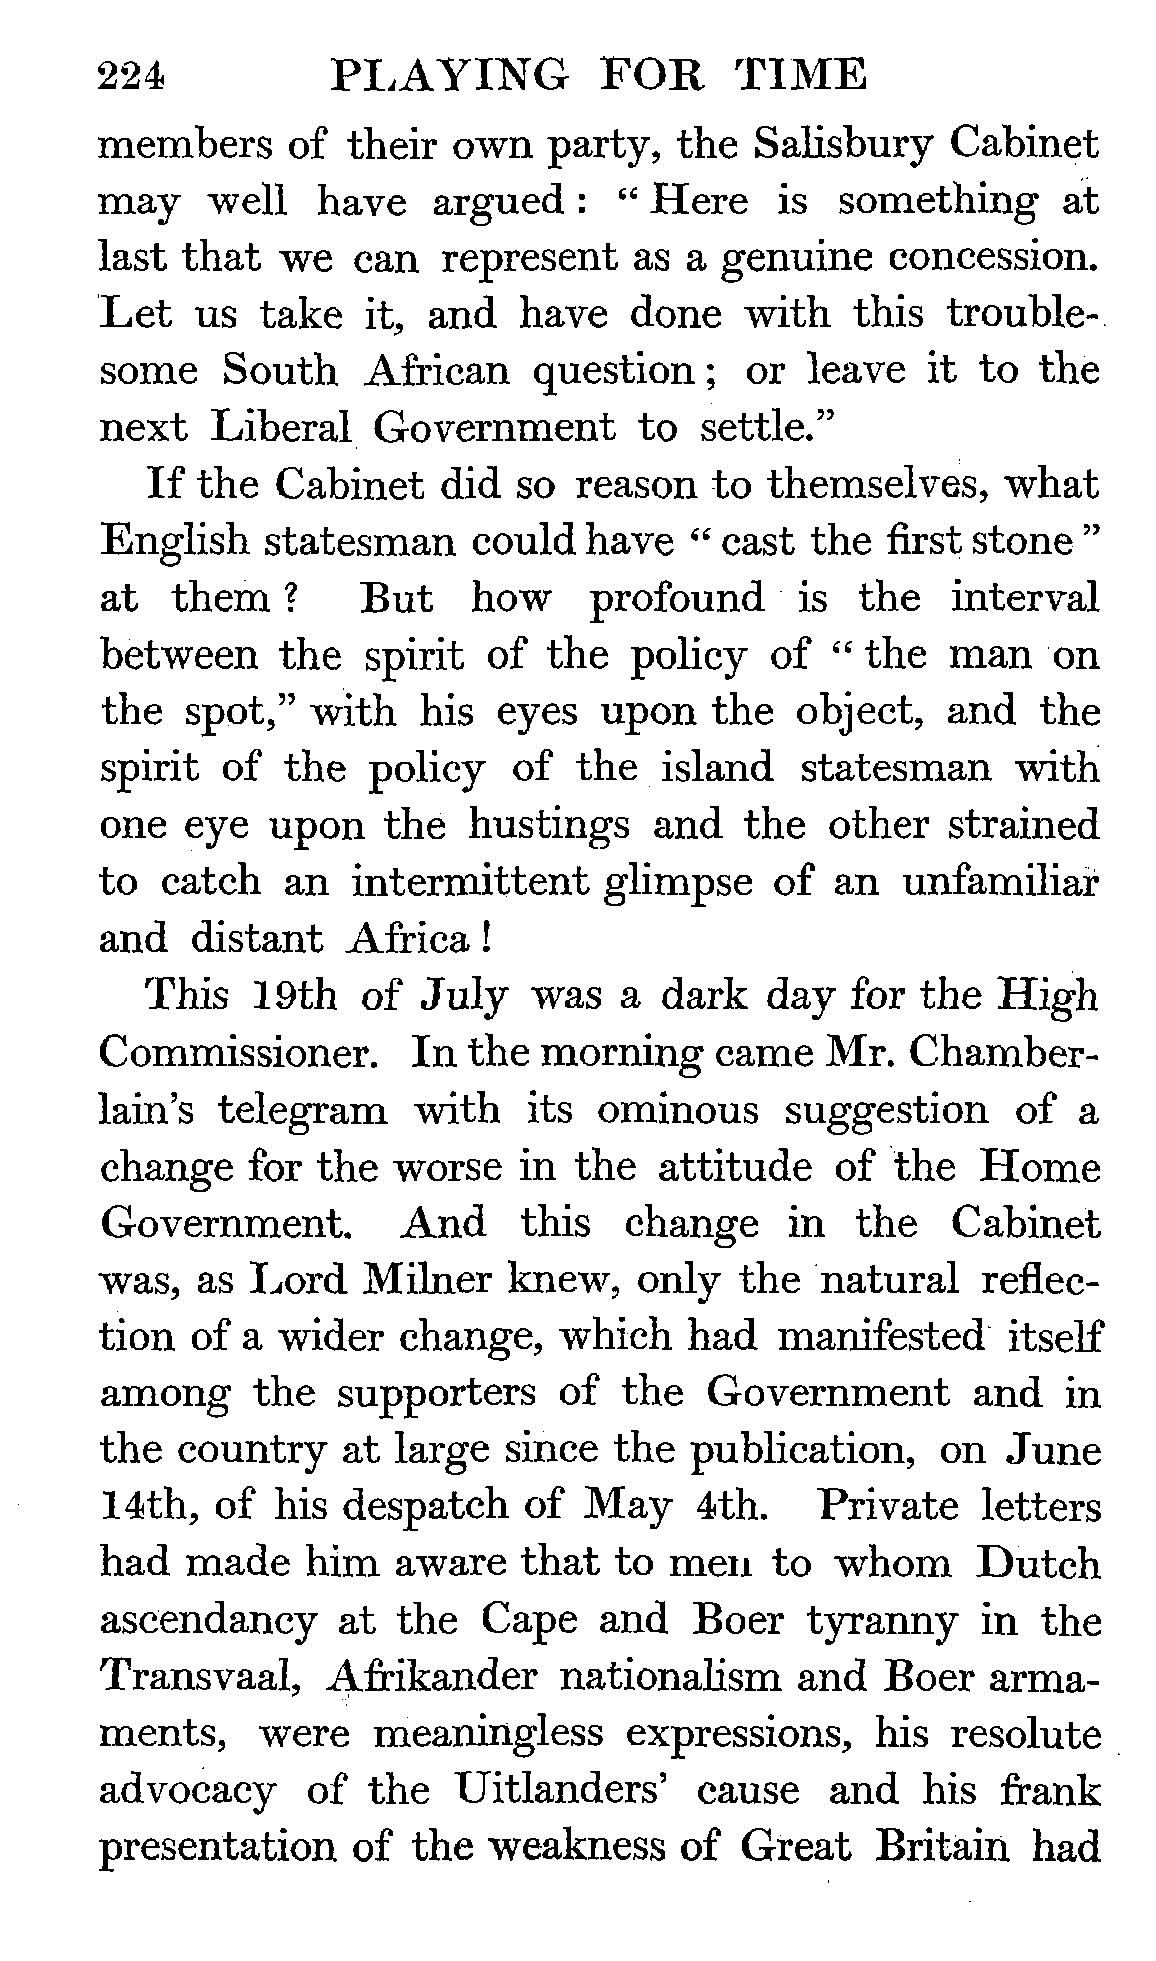 224 PLAYING FOR TIME
members of their own party, the Salisbury Cabinet
may well have argued : “ Here is something at
last that we can represent as a genuine concession.
Let us take it, and have done with this trouble-
some South African question ; or leave it to the
next Liberal Government to settle.”
If the Cabinet did so reason to themselves, what
English statesman could have “ cast the first stone ”
at them ? But how profound is the interval
between the spirit of the policy of “ the man on
the spot,” with his eyes upon the object, and the
spirit of the policy of the island statesman with
one eye upon the hustings and the other strained
to catch an intermittent glimpse of an unfamiliar
and distant Africa !
This 19th of July was a dark day for the High
Commissioner. In the morning came Mr. Chamber-
lain’s telegram with its ominous suggestion of a
change for the worse in the attitude of the Home
Government. And this change in the Cabinet
was, as Lord Milner knew, only the natural reflec-
tion of a wider change, which had manifested itself
among the supporters of the Government and in
the country at large since the publication, on June
14th, of his despatch of May 4th. Private letters
had made him aware that to men to whom Dutch
ascendancy at the Cape and Boer tyranny in the
Transvaal, Afrikander nationalism and Boer arma-
ments, were meaningless expressions, his resolute
advocacy of the Uitlanders’ cause and his frank
presentation of the weakness of Great Britain had